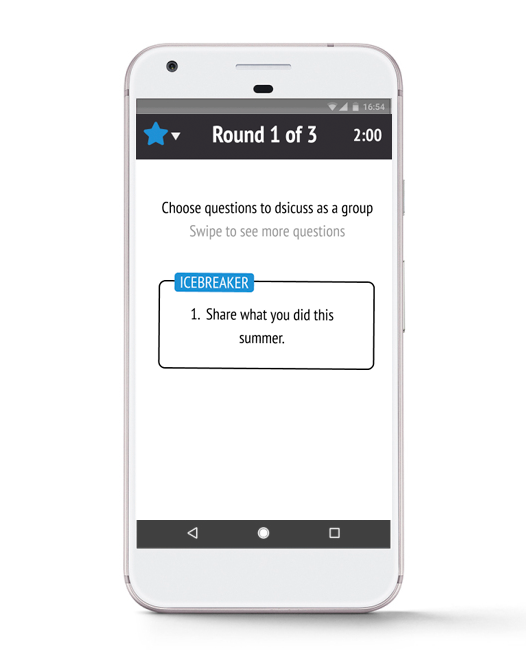 16:54
Round 1 of 3
2:00
Choose questions to dsicuss as a group
Swipe to see more questions
ICEBREAKER
1. Share what you did this
summer.